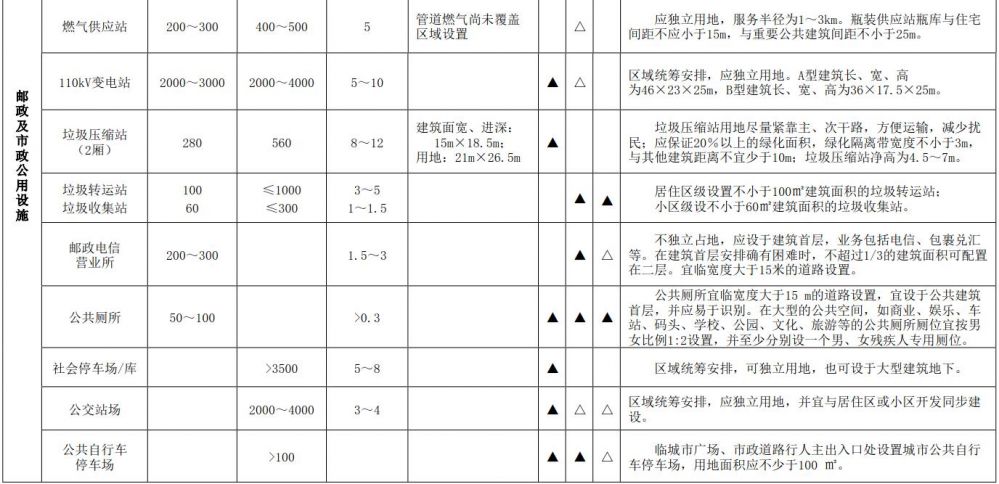 邮政及市政公用设施
燃气供应站 200～300 400～500 5 管道燃气尚未覆盖 △ 应独立用地，服务半径为1～3km。瓶装供应站瓶库与住宅
区域设置 间距不应小于15m，与重要公共建筑间距不小于25m。
110kV变电站 2000～3000 2000～4000 5～10 ▲ △ 区域统筹安排，应独立用地。A型建筑长、宽、高
为46×23×25m，B型建筑长、宽、高为36×17.5×25m。
垃圾压缩站 280 560 8～12 建筑面宽、进深： ▲ 垃圾压缩站用地尽量紧靠主、次干路，方便运输，减少扰
（2厢） 15m×18.5m； 民；应保证20％以上的绿化面积，绿化隔离带宽度不小于3m，
用地：21m×26.5m 与其他建筑距离不宜少于10m；垃圾压缩站净高为4.5～7m。
垃圾转运站 100 ≤1000 3～5 ▲ ▲ 居住区级设置不小于100㎡建筑面积的垃圾转运站；
垃圾收集站 60 ≤300 1～1.5 小区级设不小于60㎡建筑面积的垃圾收集站。
邮政电信 200～300 1.5～3 ▲ △ 不独立占地，应设于建筑首层，业务包括电信、包裹兑汇
营业所 等。在建筑首层安排确有困难时，不超过1/3的建筑面积可配置
在二层。宜临宽度大于15米的道路设置。
公共厕所 50～100 >0.3 ▲ ▲ ▲ 公共厕所宜临宽度大于15 m的道路设置，宜设于公共建筑
首层，并应易于识别。在大型的公共空间，如商业、娱乐、车
站、码头、学校、公园、文化、旅游等的公共厕所厕位宜按男
女比例1:2设置，并至少分别设一个男、女残疾人专用厕位。
社会停车场/库 >3500 5～8 ▲ 区域统筹安排，可独立用地，也可设于大型建筑地下。
公交站场 2000～4000 3～4 ▲ △ △ 区域统筹安排，应独立用地，并宜与居住区或小区开发同步建
设。
公共自行车 >100 ▲ ▲ △ 临城市广场、市政道路行人主出入口处设置城市公共自行
停车场 车停车场，用地面积应不少于100 ㎡。